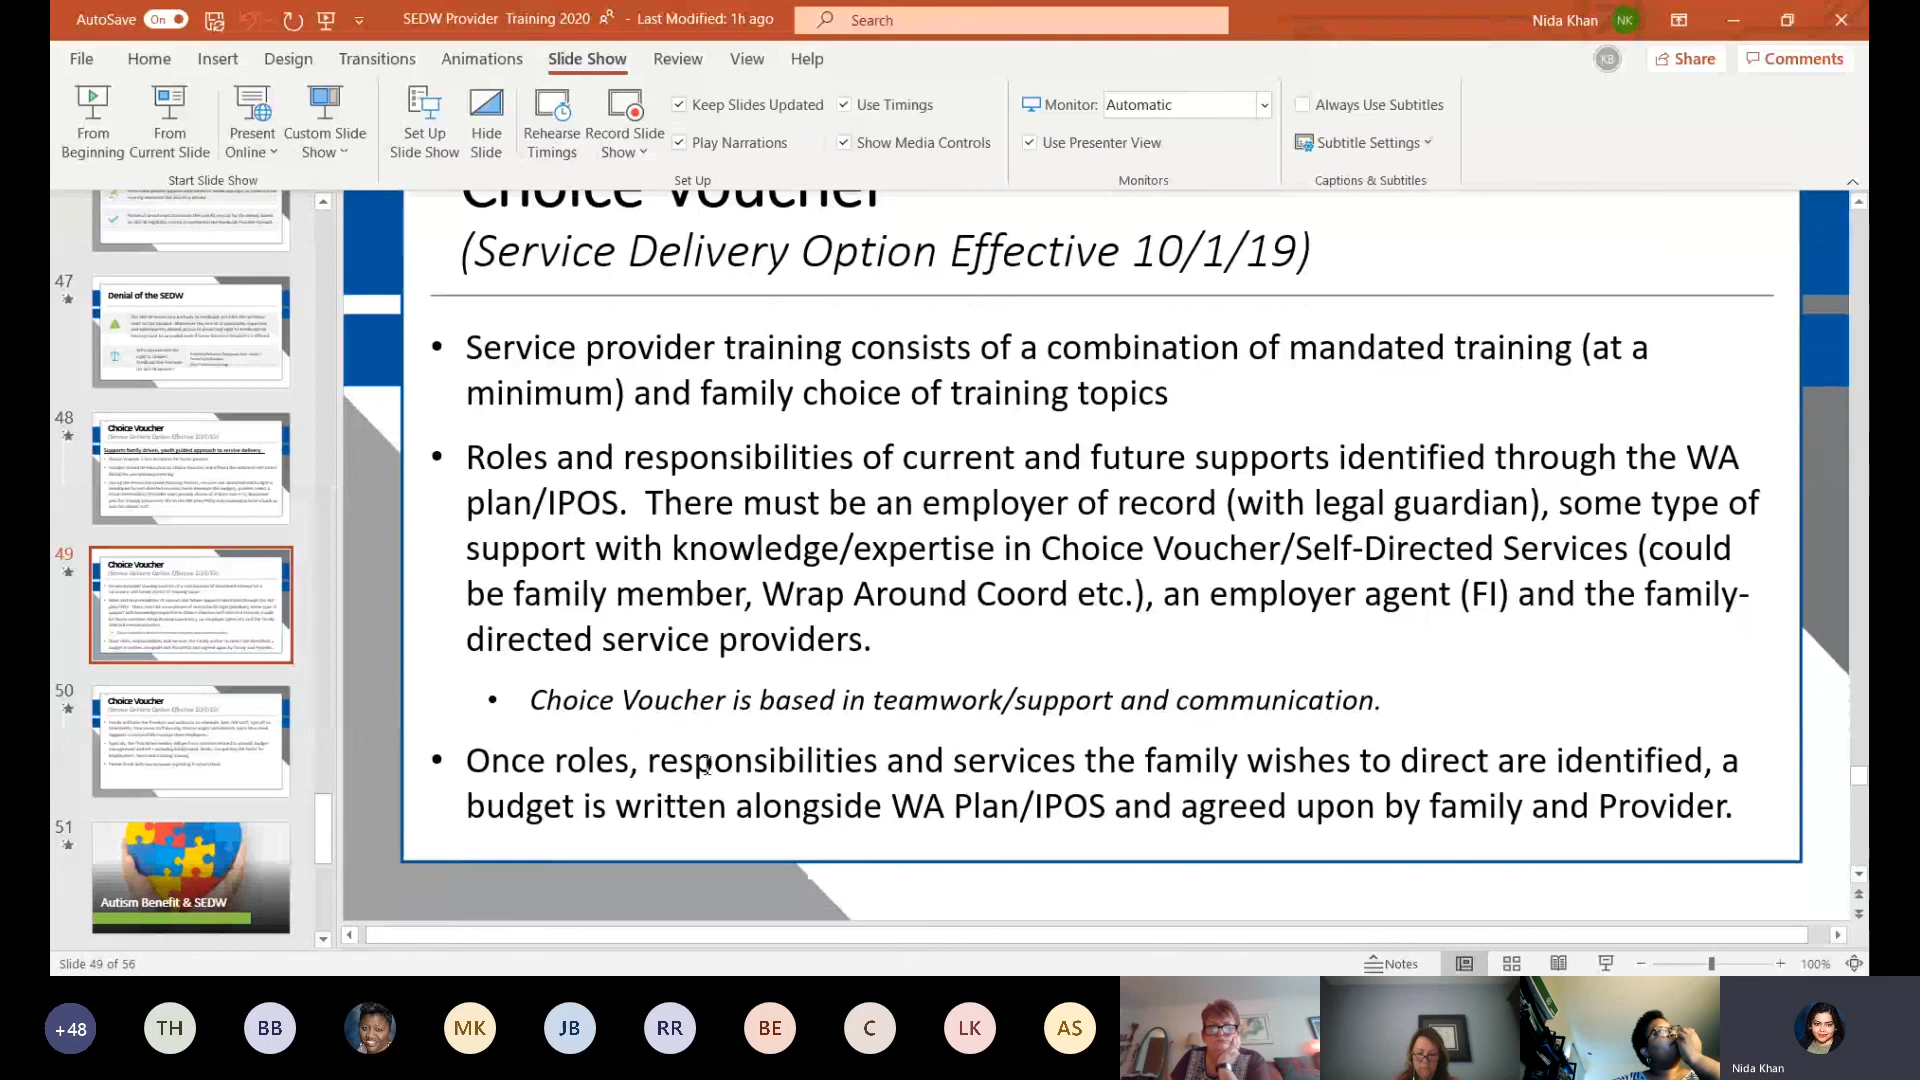 AutoSave On SEDW Provider Training 2020 - Last Modified: 1h ago Search Nida Khan NK
File Home Insert Design Transitions Animations Slide Show Review View Help KB Share Comments
From Beginning
From Current Slide
Present Online
Custom Slide Show
Set Up Slide Show
Hide Slide
Rehearse Timings
Record Slide Show
Keep Slides Updated
Play Narrations
Use Timings
Show Media Controls
Monitor: Automatic
Use Presenter View
Always Use Subtitles
Subtitle Settings
Start Slide Show Set Up Monitors Captions & Subtitles
47
Denial of the SEDW
48
Choice Voucher
(Service Delivery Option Effective 10/1/19)
Supports family driven, youth guided approach to service delivery
49
Choice Voucher
(Service Delivery Option Effective 10/1/19)
50
Choice Voucher
(Service Delivery Option Effective 10/1/19)
51
Autism Benefit & SEDW
Choice Voucher
(Service Delivery Option Effective 10/1/19)
• Service provider training consists of a combination of mandated training (at a
minimum) and family choice of training topics
• Roles and responsibilities of current and future supports identified through the WA
plan/IPOS. There must be an employer of record (with legal guardian), some type of
support with knowledge/expertise in Choice Voucher/Self-Directed Services (could
be family member, Wrap Around Coord etc.), an employer agent (FI) and the family-
directed service providers.
• Choice Voucher is based in teamwork/support and communication.
• Once roles, responsibilities and services the family wishes to direct are identified, a
budget is written alongside WA Plan/IPOS and agreed upon by family and Provider.
Slide 49 of 56 Notes 100%
+48 TH BB MK JB RR BE C LK AS
Nida Khan